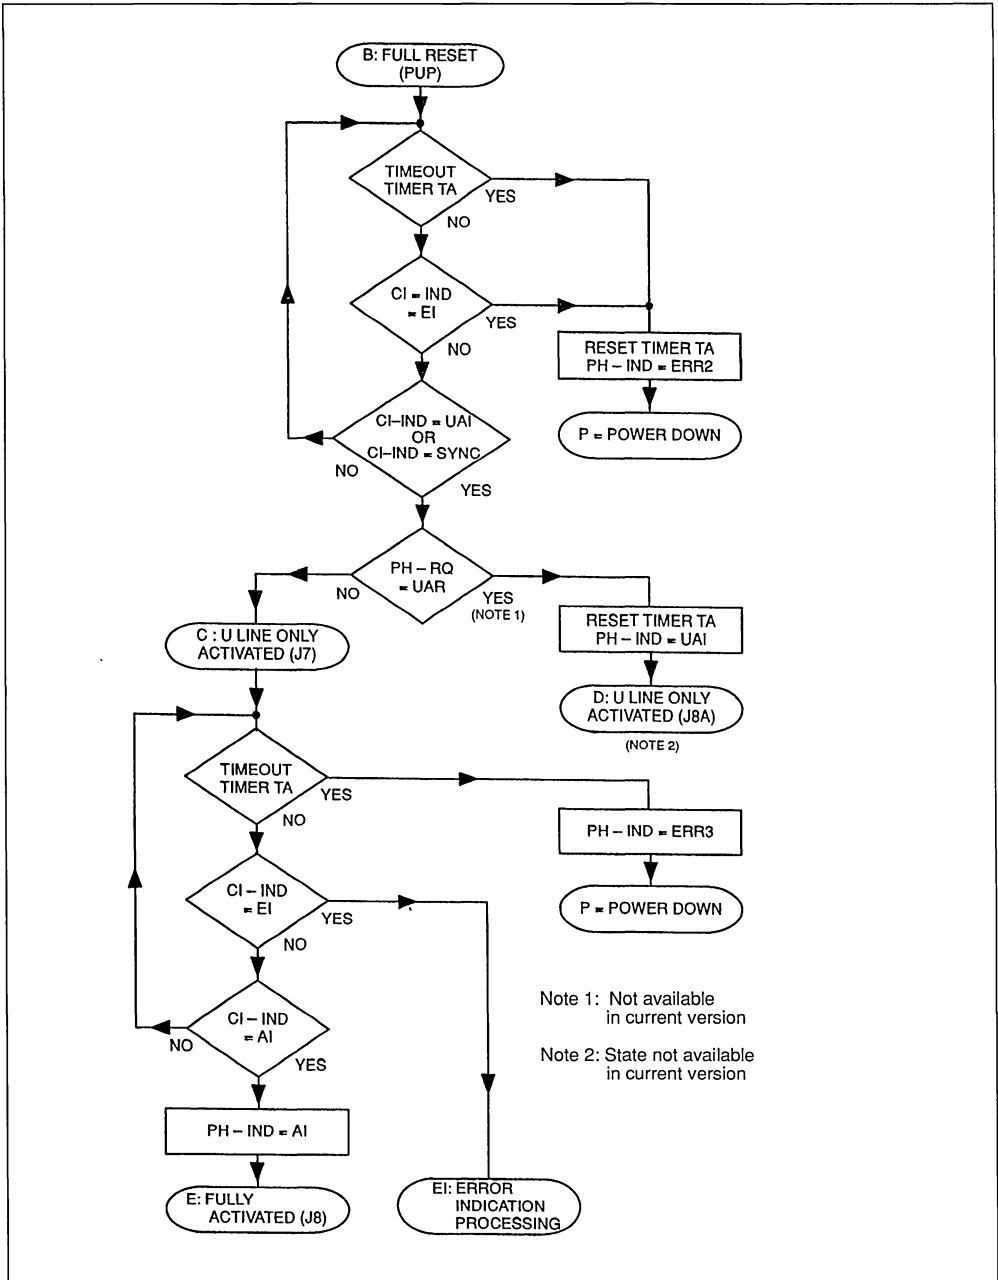 B: FULL RESET
(PUP)
TIMEOUT
TIMER TA
YES
NO
CI = IND
= EI
YES
NO
RESET TIMER TA
PH – IND = ERR2
P = POWER DOWN
CI–IND = UAI
OR
CI–IND = SYNC
NO
YES
PH – RQ
= UAR
NO
YES
(NOTE 1)
RESET TIMER TA
PH – IND = UAI
C : U LINE ONLY
ACTIVATED (J7)
D: U LINE ONLY
ACTIVATED (J8A)
(NOTE 2)
TIMEOUT
TIMER TA
YES
NO
PH – IND = ERR3
P = POWER DOWN
CI – IND
= EI
YES
NO
CI – IND
= AI
NO
YES
Note 1: Not available
in current version
Note 2: State not available
in current version
PH – IND = AI
E: FULLY
ACTIVATED (J8)
EI: ERROR
INDICATION
PROCESSING